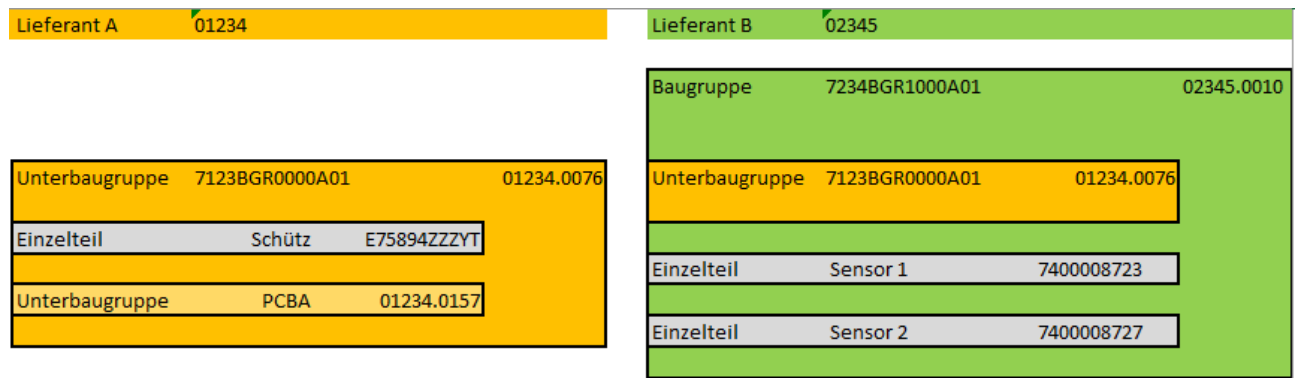 Lieferant A 01234
Lieferant B 02345
Baugruppe 7234BGR1000A01 02345.0010
Unterbaugruppe 7123BGR0000A01 01234.0076
Unterbaugruppe 7123BGR0000A01 01234.0076
Einzelteil Schütz E75894ZZZYT
Einzelteil Sensor 1 7400008723
Unterbaugruppe PCBA 01234.0157
Einzelteil Sensor 2 7400008727